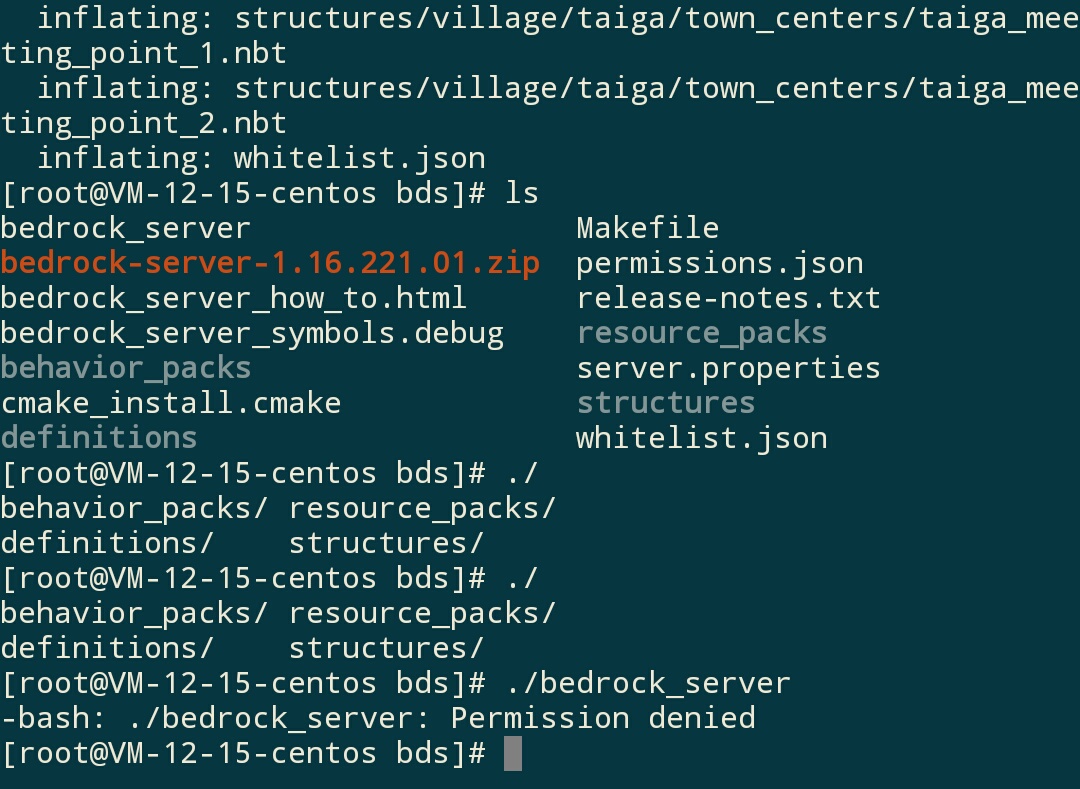 inflating: structures/village/taiga/town_centers/taiga_mee
ting_point_1.nbt
  inflating: structures/village/taiga/town_centers/taiga_mee
ting_point_2.nbt
  inflating: whitelist.json
[root@VM-12-15-centos bds]# ls
bedrock_server                  Makefile
bedrock-server-1.16.221.01.zip  permissions.json
bedrock_server_how_to.html      release-notes.txt
bedrock_server_symbols.debug    resource_packs
behavior_packs                  server.properties
cmake_install.cmake             structures
definitions                     whitelist.json
[root@VM-12-15-centos bds]# ./
behavior_packs/ resource_packs/
definitions/    structures/
[root@VM-12-15-centos bds]# ./
behavior_packs/ resource_packs/
definitions/    structures/
[root@VM-12-15-centos bds]# ./bedrock_server
-bash: ./bedrock_server: Permission denied
[root@VM-12-15-centos bds]#